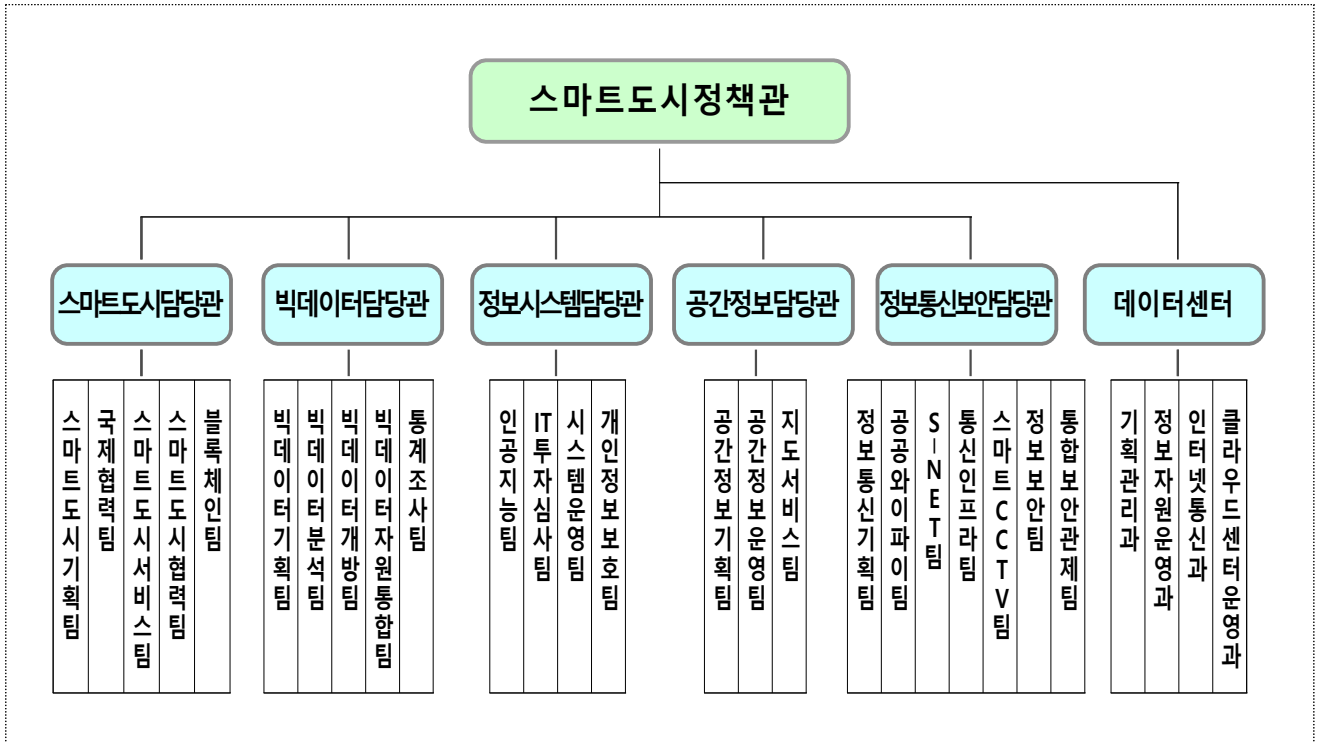 스마트도시정책관
스마트도시담당관
빅데이터담당관
정보시스템담당관
공간정보담당관
정보통신보안담당관
데이터센터
스마트도시기획팀
국제협력팀
스마트도시서비스팀
스마트도시협력팀
블록체인팀
빅데이터기획팀
빅데이터분석팀
빅데이터개방팀
빅데이터자원통합팀
통계조사팀
인공지능팀
IT투자심사팀
시스템운영팀
개인정보보호팀
공간정보기획팀
공간정보운영팀
지도서비스팀
정보통신기획팀
공공와이파이팀
S-NET팀
통신인프라팀
스마트CCTV팀
정보보안팀
통합보안관제팀
기획관리과
정보자원운영과
인터넷통신과
클라우드센터운영과